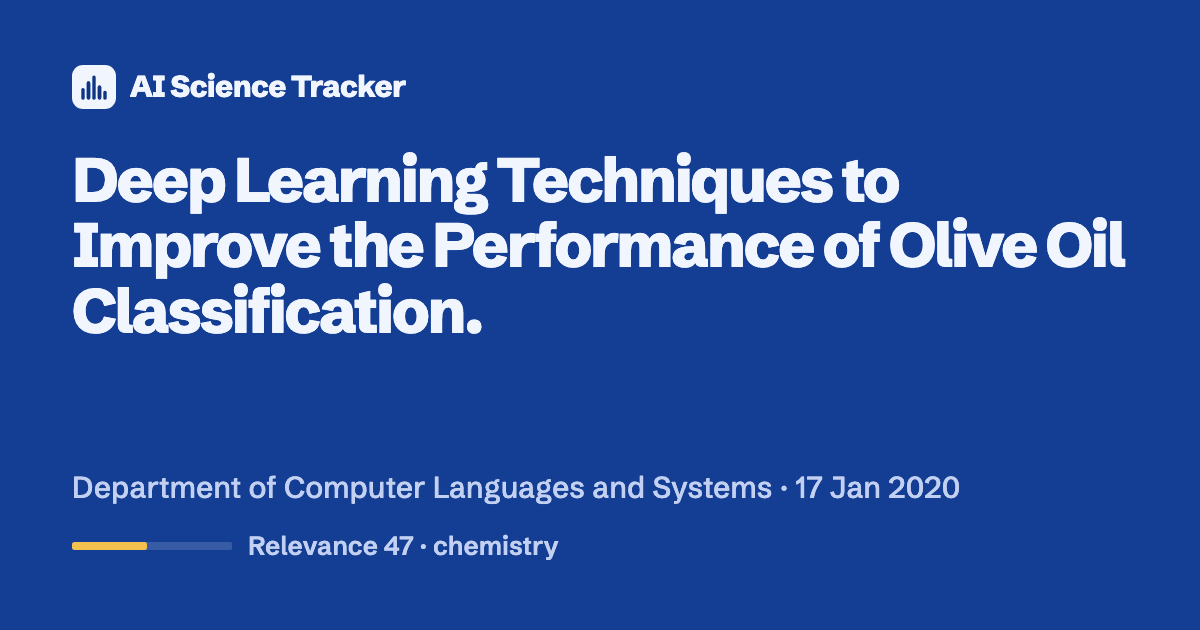 AI Science Tracker
Deep Learning Techniques to
Improve the Performance of Olive Oil
Classification.
Department of Computer Languages and Systems · 17 Jan 2020
Relevance 47 · chemistry